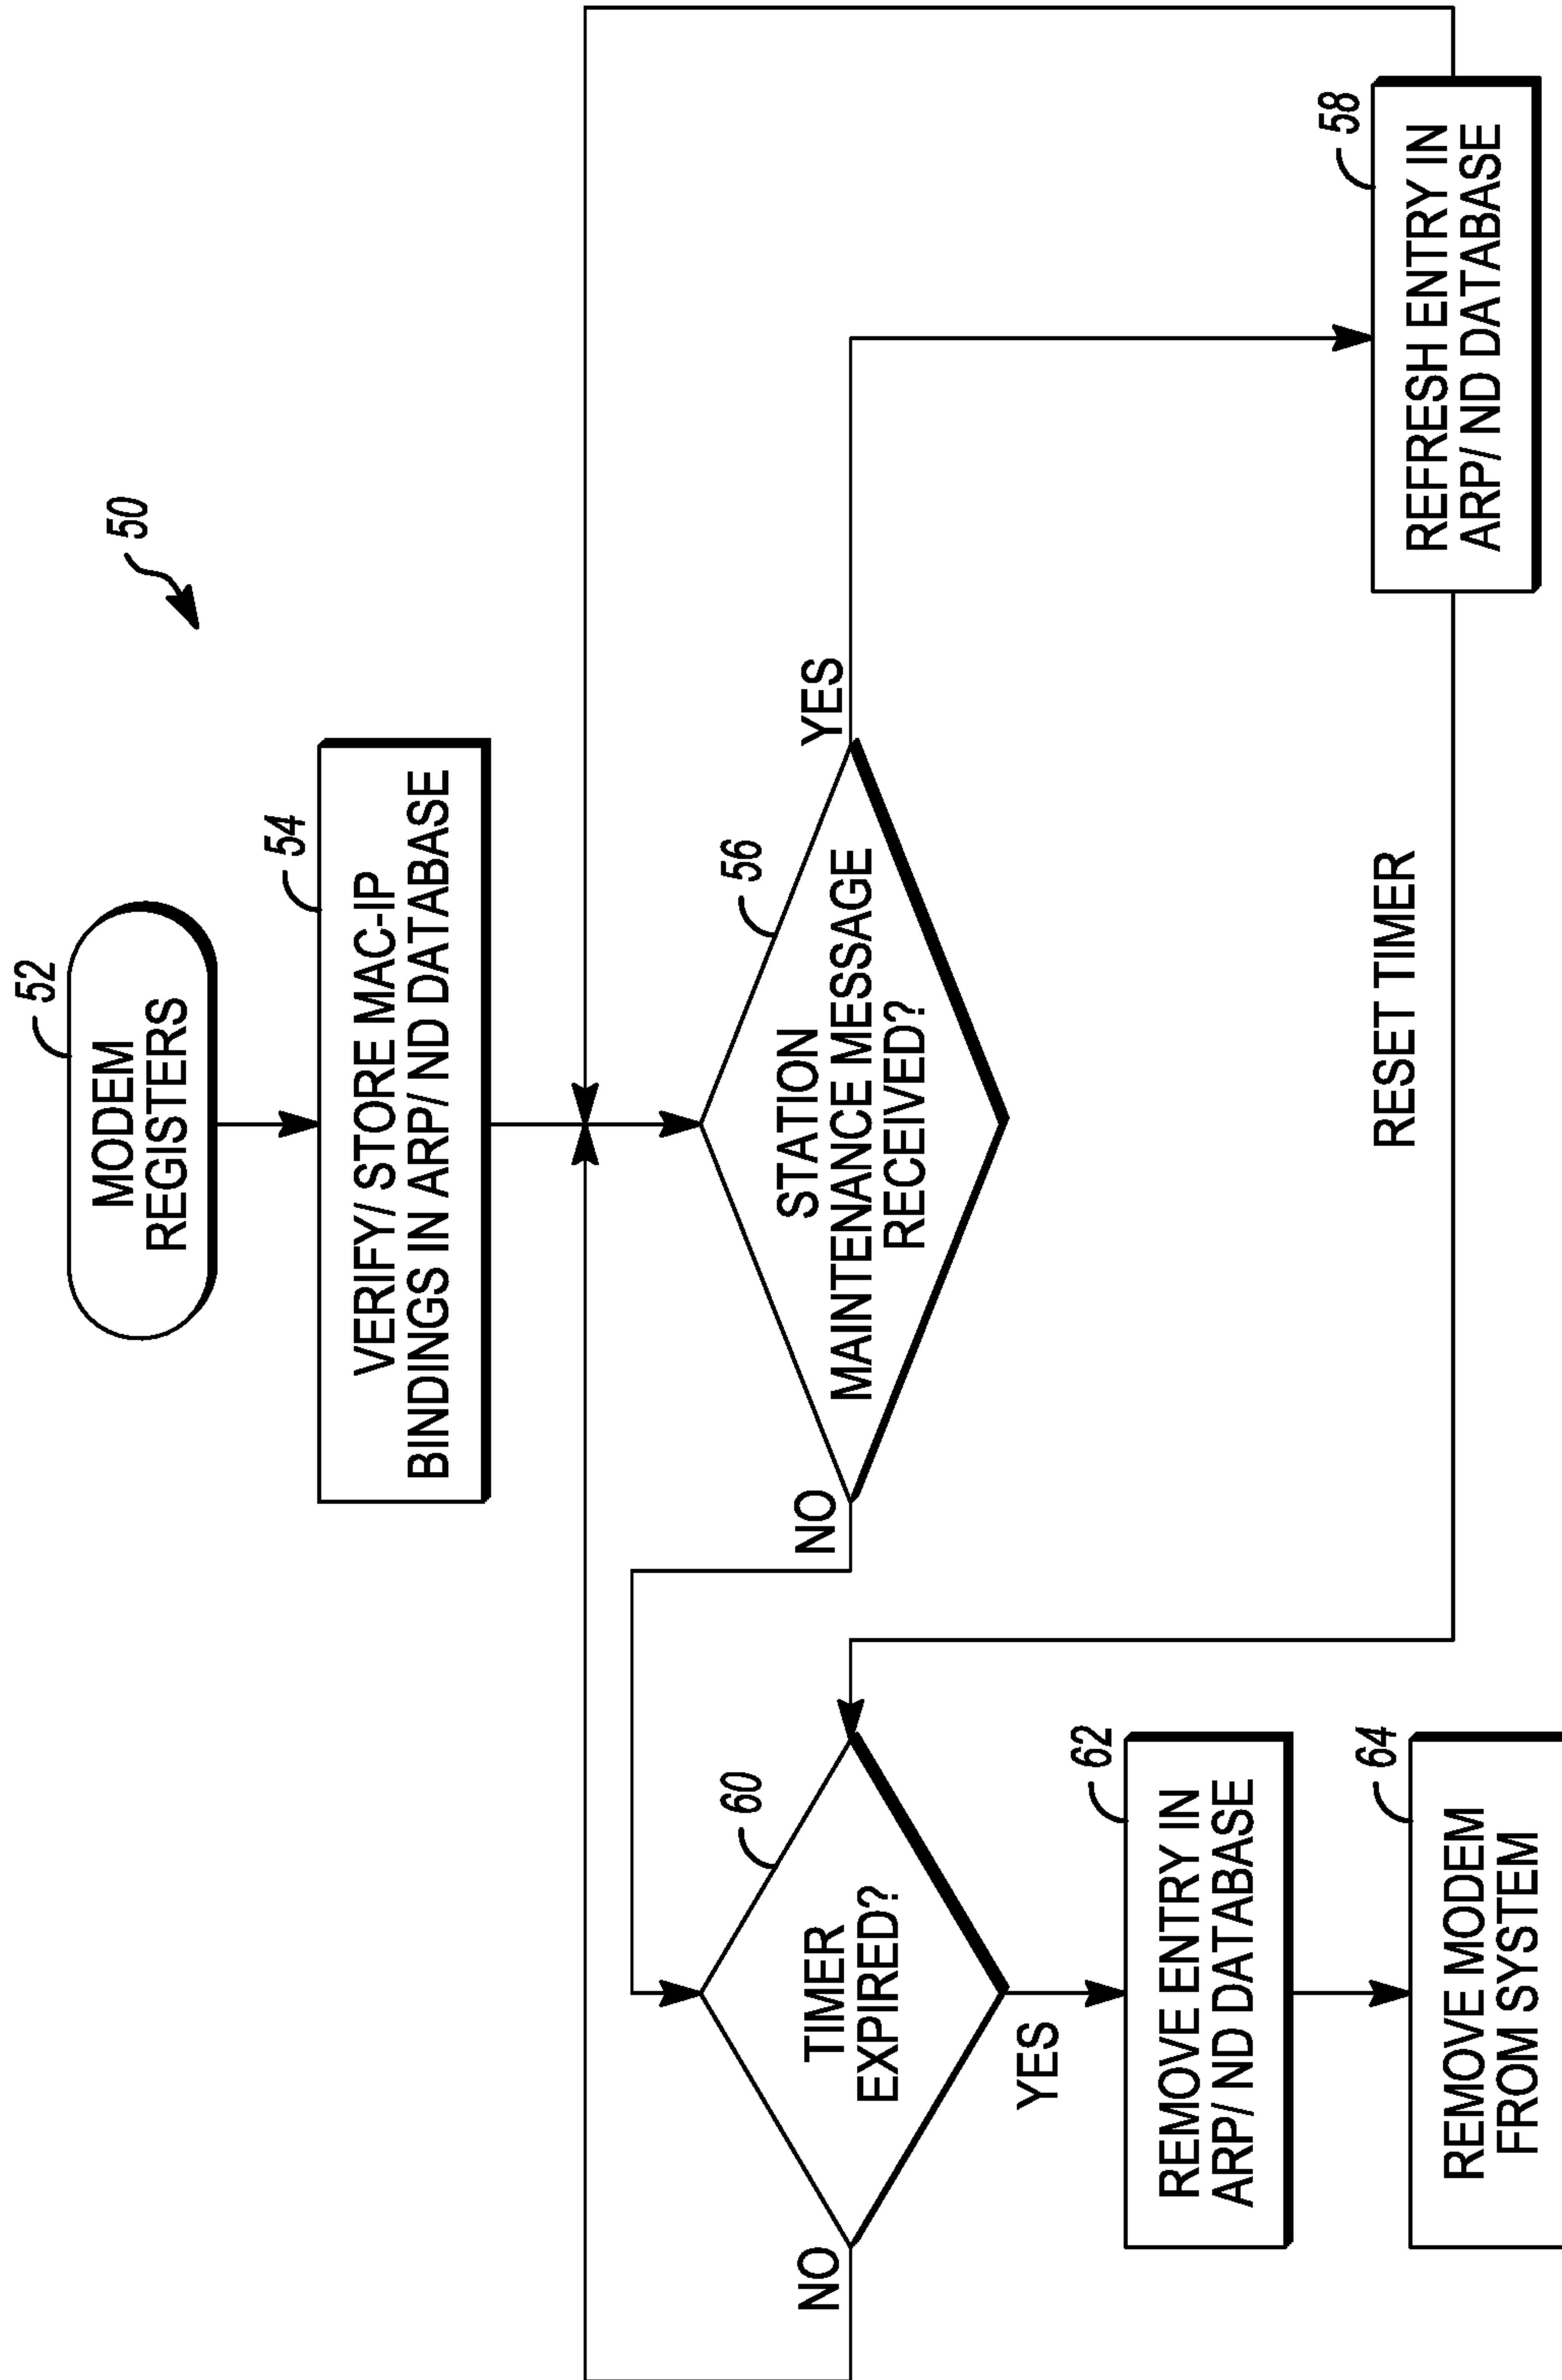 50
52
MODEM
REGISTERS
54
VERIFY/ STORE MAC-IP
BINDINGS IN ARP/ ND DATABASE
56
STATION
MAINTENANCE MESSAGE
RECEIVED?
NO
YES
60
TIMER
EXPIRED?
NO
YES
62
REMOVE ENTRY IN
ARP/ ND DATABASE
64
REMOVE MODEM
FROM SYSTEM
RESET TIMER
58
REFRESH ENTRY IN
ARP/ ND DATABASE